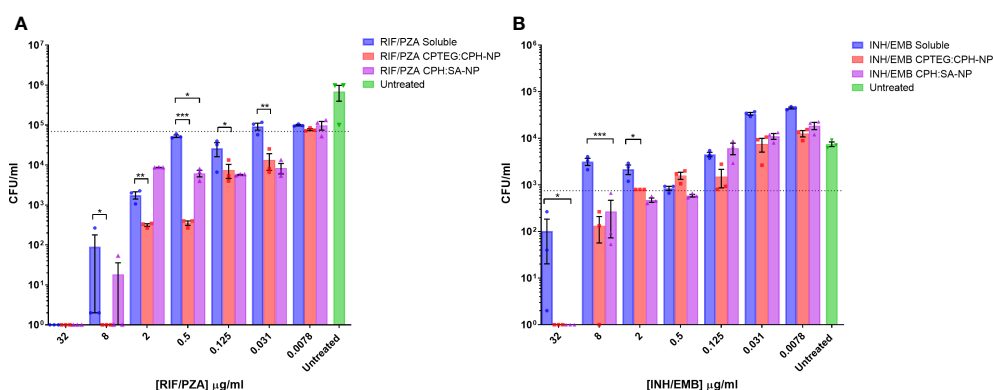 A
CFU/ml
10⁷
10⁶
10⁵
10⁴
10³
10²
10¹
10⁰
*
**
*
***
*
**
32
8
2
0.5
0.125
0.031
0.0078
Untreated
[RIF/PZA] μg/ml
RIF/PZA Soluble
RIF/PZA CPTEG:CPH-NP
RIF/PZA CPH:SA-NP
Untreated
B
CFU/ml
10⁶
10⁵
10⁴
10³
10²
10¹
10⁰
*
***
*
32
8
2
0.5
0.125
0.031
0.0078
Untreated
[INH/EMB] μg/ml
INH/EMB Soluble
INH/EMB CPTEG:CPH-NP
INH/EMB CPH:SA-NP
Untreated